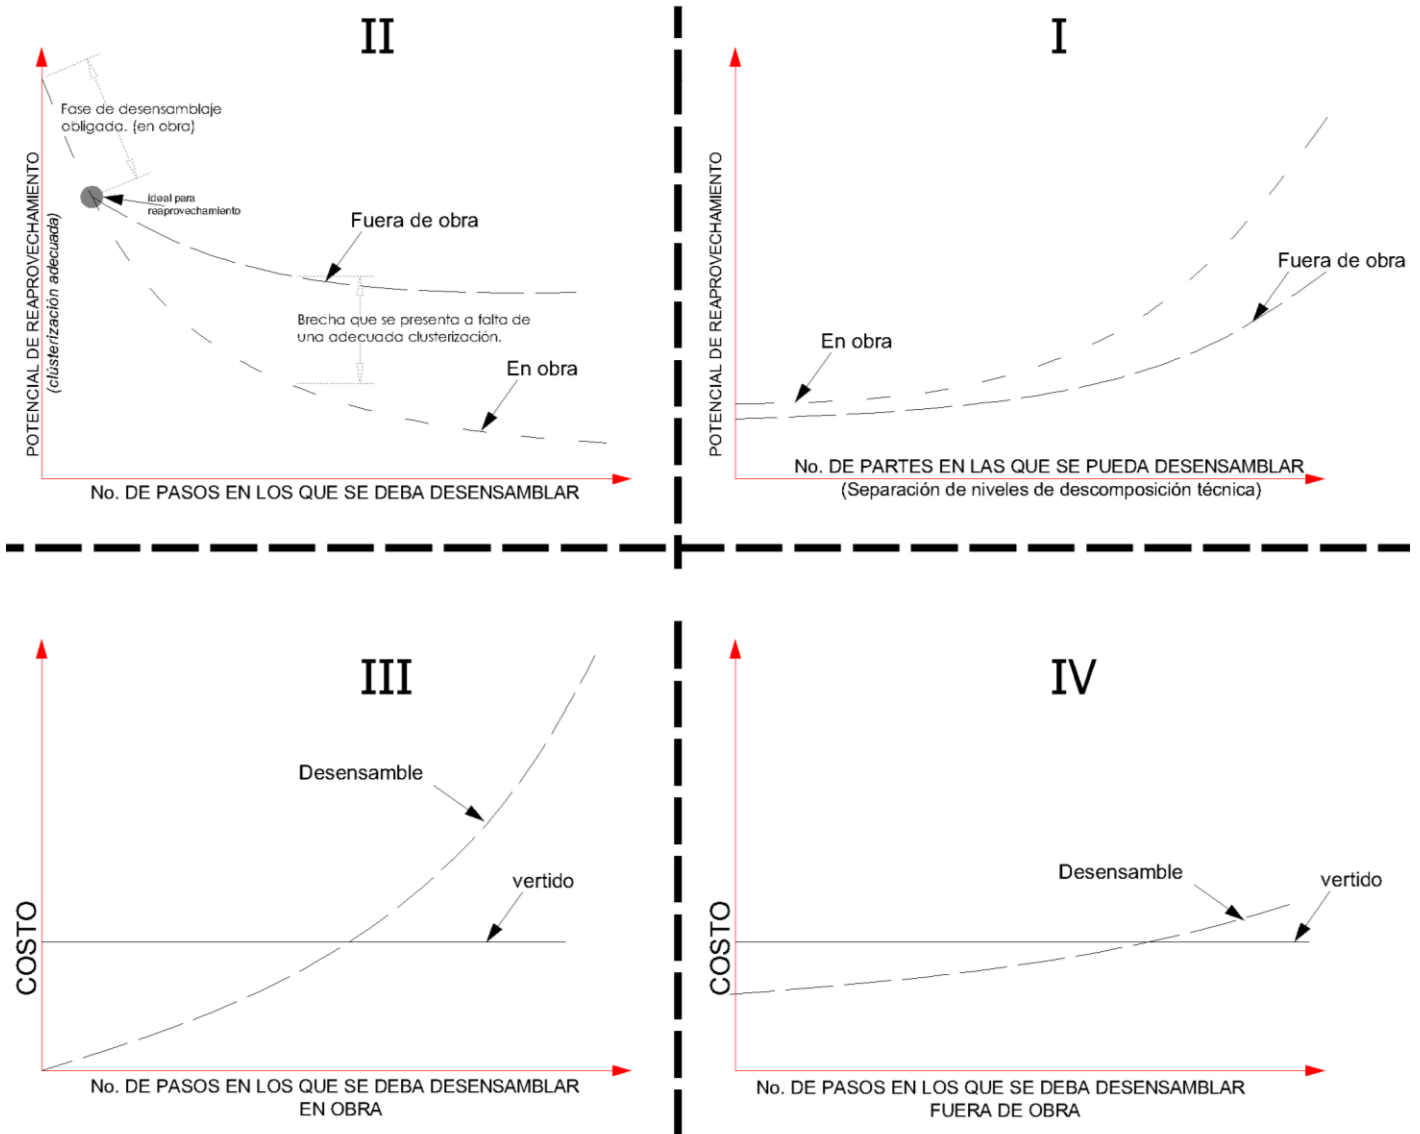 II
Fase de desensamblaje
obligada. (en obra)
ideal para
reaprovechamiento
Fuera de obra
Brecha que se presenta a falta de
una adecuada clusterización.
En obra
POTENCIAL DE REAPROVECHAMIENTO
(clústerización adecuada)
No. DE PASOS EN LOS QUE SE DEBA DESENSAMBLAR
I
Fuera de obra
En obra
POTENCIAL DE REAPROVECHAMIENTO
No. DE PARTES EN LAS QUE SE PUEDA DESENSAMBLAR
(Separación de niveles de descomposición técnica)
III
Desensamble
vertido
COSTO
No. DE PASOS EN LOS QUE SE DEBA DESENSAMBLAR
EN OBRA
IV
Desensamble
vertido
COSTO
No. DE PASOS EN LOS QUE SE DEBA DESENSAMBLAR
FUERA DE OBRA